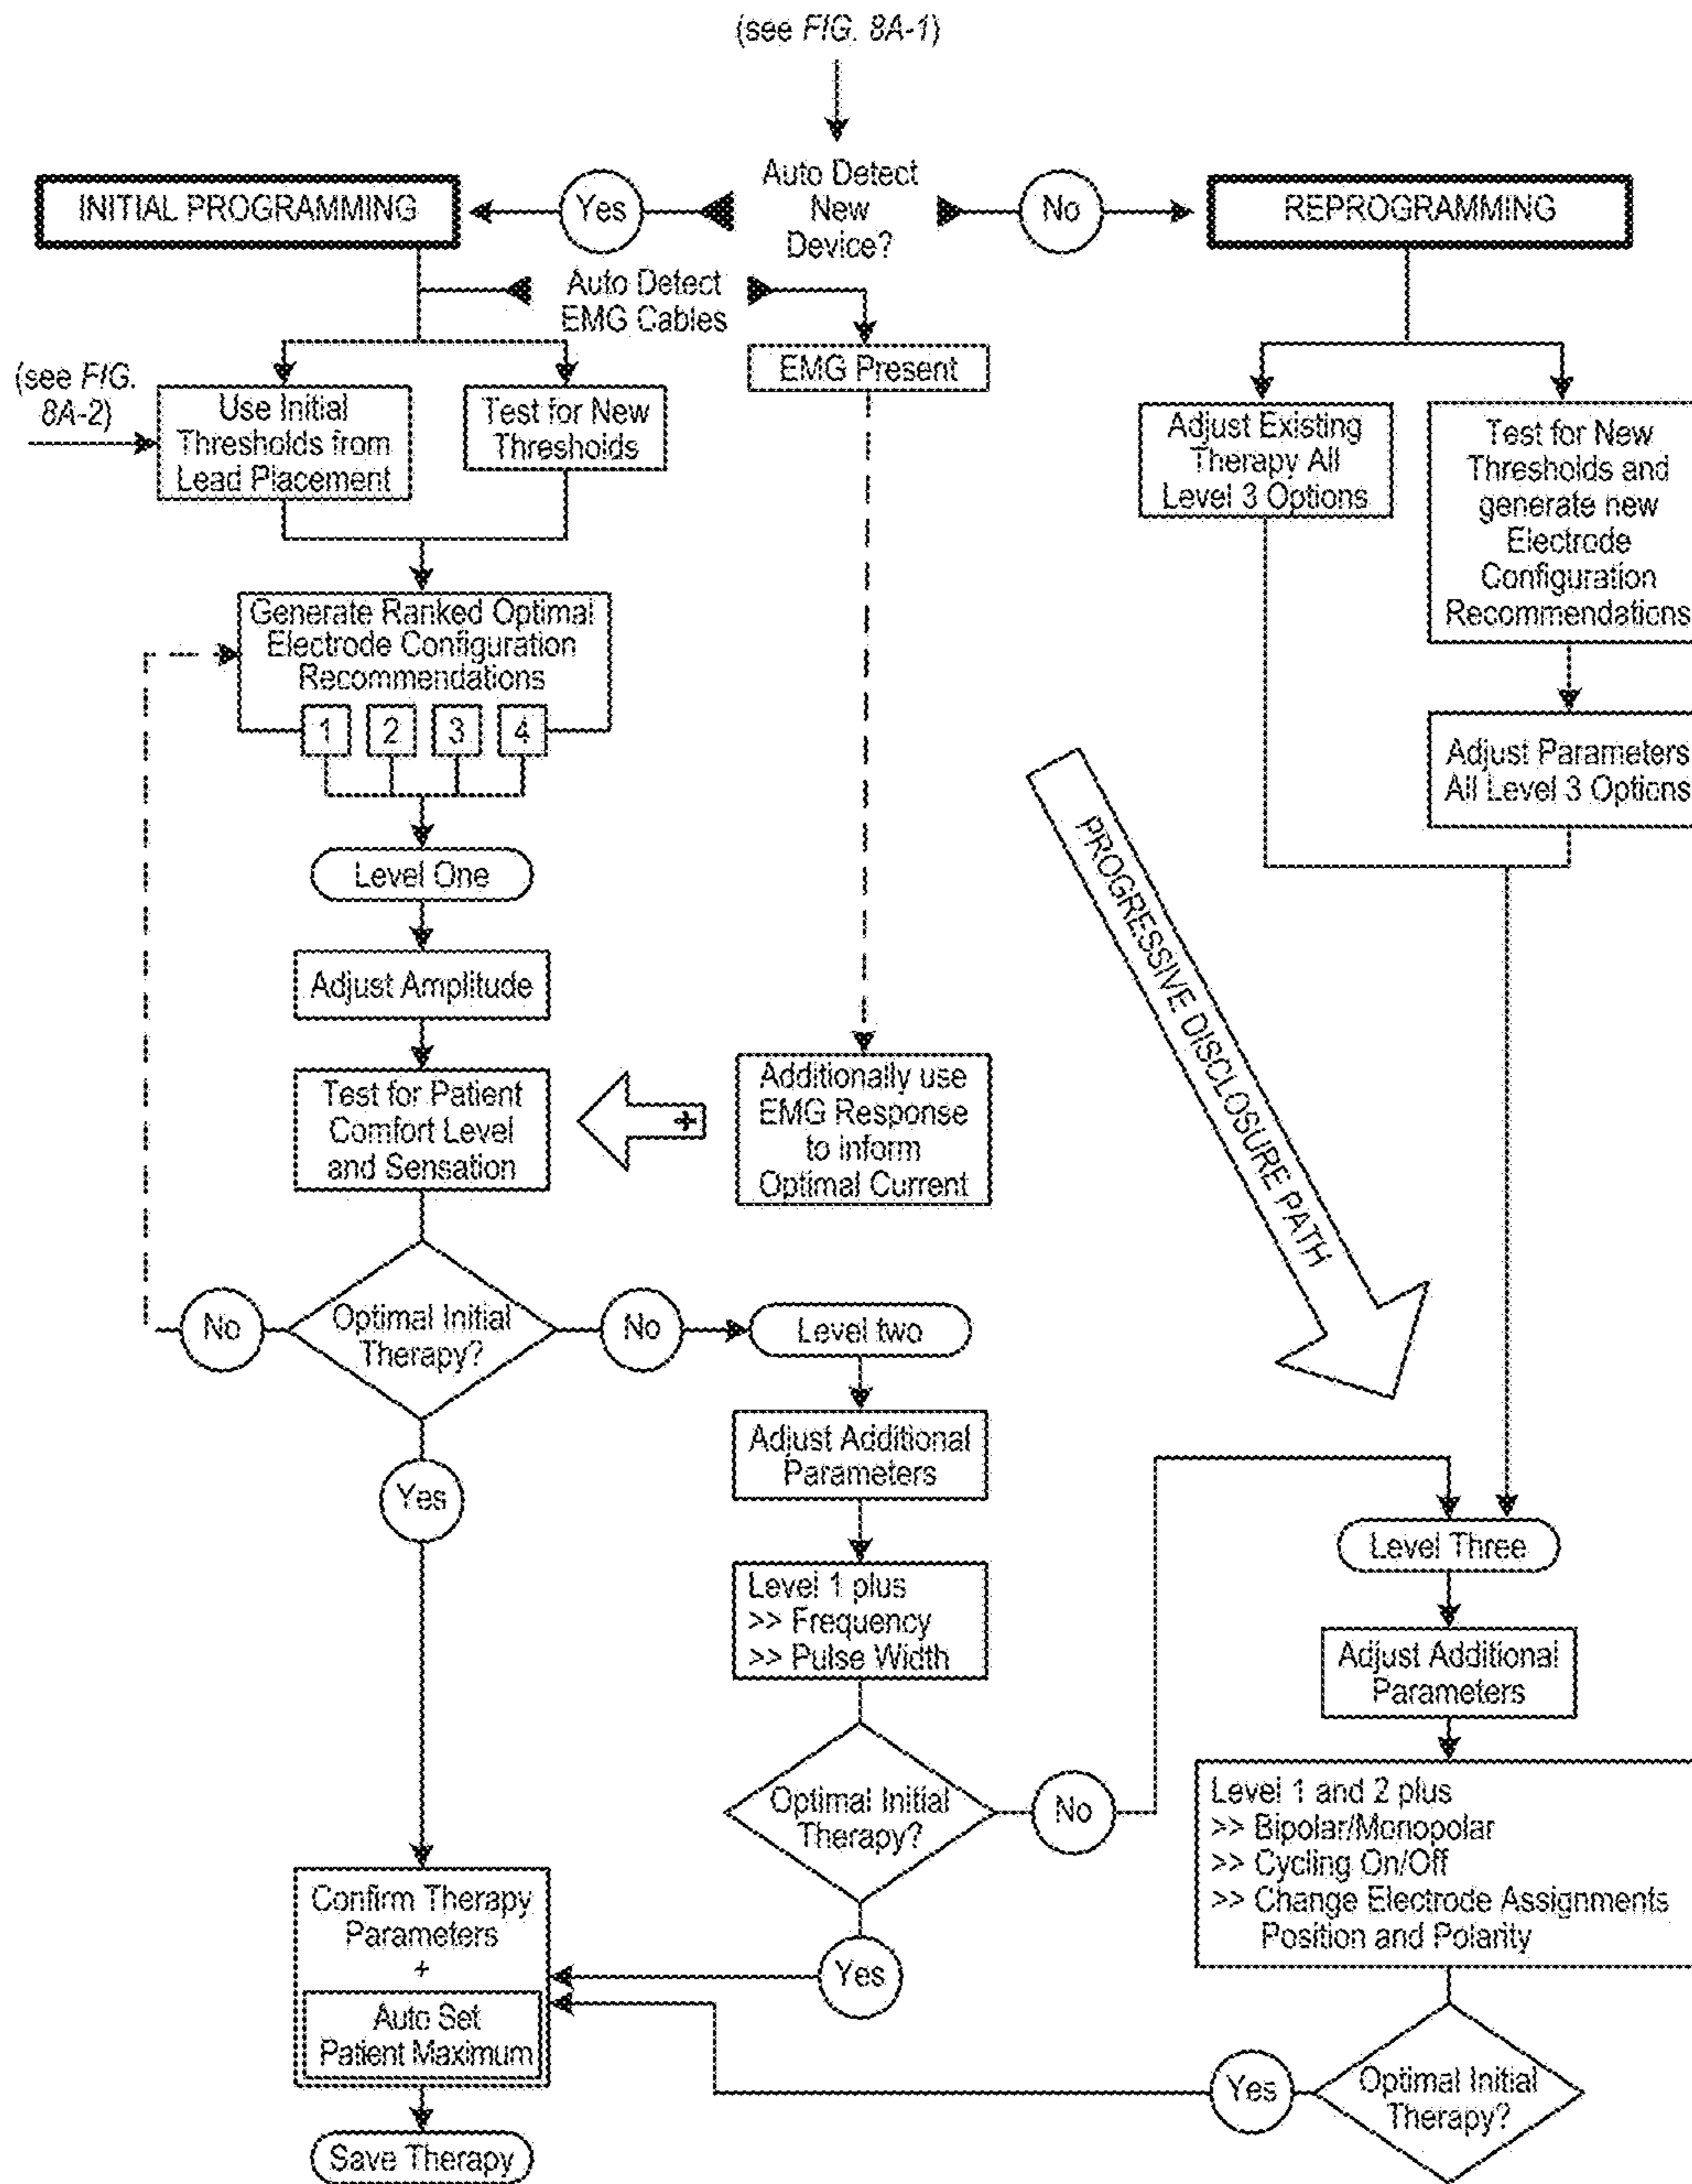 (see FIG. 8A-1)
Auto Detect
New
Device?
Yes
No
INITIAL PROGRAMMING
REPROGRAMMING
Auto Detect
EMG Cables
EMG Present
(see FIG.
8A-2)
Use Initial
Thresholds from
Lead Placement
Test for New
Thresholds
Adjust Existing
Therapy All
Level 3 Options
Test for New
Thresholds and
generate new
Electrode
Configuration
Recommendations
Generate Ranked Optimal
Electrode Configuration
Recommendations
1 2 3 4
Adjust Parameters
All Level 3 Options
PROGRESSIVE DISCLOSURE PATH
Level One
Adjust Amplitude
Test for Patient
Comfort Level
and Sensation
+
Additionally use
EMG Response
to inform
Optimal Current
No
Optimal Initial
Therapy?
No
Level two
Yes
Adjust Additional
Parameters
Level 1 plus
>> Frequency
>> Pulse Width
Optimal Initial
Therapy?
No
Yes
Level Three
Adjust Additional
Parameters
Level 1 and 2 plus
>> Bipolar/Monopolar
>> Cycling On/Off
>> Change Electrode Assignments
Position and Polarity
Optimal Initial
Therapy?
Yes
Confirm Therapy
Parameters
+
Auto Set
Patient Maximum
Save Therapy